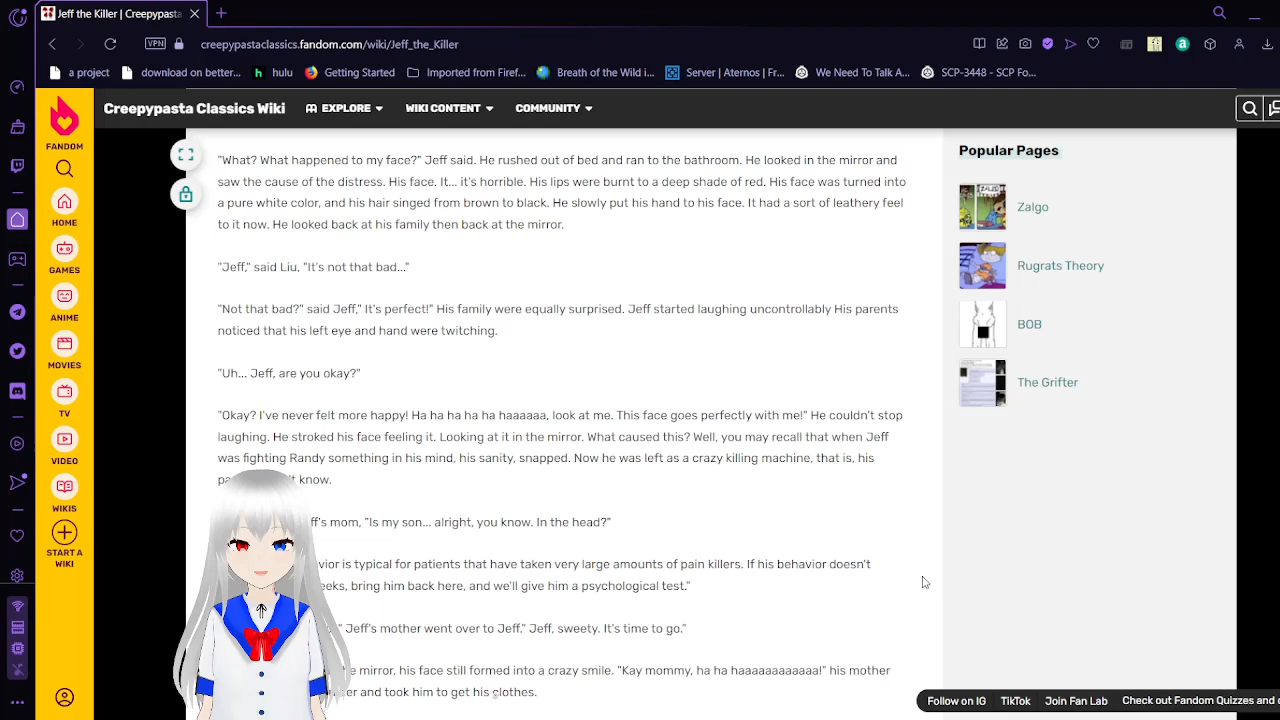 Jeff the Killer | Creepypasta
VPN
creepypastaclassics.fandom.com/wiki/Jeff_the_Killer
a project
download on better...
hulu
Getting Started
Imported from Firef...
Breath of the Wild i...
Server | Aternos | Fr...
We Need To Talk A...
SCP-3448 - SCP Fo...
FANDOM
HOME
GAMES
ANIME
MOVIES
TV
VIDEO
WIKIS
START A
WIKI
Creepypasta Classics Wiki
EXPLORE
WIKI CONTENT
COMMUNITY
"What? What happened to my face?" Jeff said. He rushed out of bed and ran to the bathroom. He looked in the mirror and
saw the cause of the distress. His face. It... it's horrible. His lips were burnt to a deep shade of red. His face was turned into
a pure white color, and his hair singed from brown to black. He slowly put his hand to his face. It had a sort of leathery feel
to it now. He looked back at his family then back at the mirror.
"Jeff," said Liu, "It's not that bad..."
"Not that bad?" said Jeff," It's perfect!" His family were equally surprised. Jeff started laughing uncontrollably His parents
noticed that his left eye and hand were twitching.
"Uh... Jeff, are you okay?"
"Okay? I've never felt more happy! Ha ha ha ha ha haaaaaa, look at me. This face goes perfectly with me!" He couldn't stop
laughing. He stroked his face feeling it. Looking at it in the mirror. What caused this? Well, you may recall that when Jeff
was fighting Randy something in his mind, his sanity, snapped. Now he was left as a crazy killing machine, that is, his
know.
mom, "Is my son... alright, you know. In the head?"
is typical for patients that have taken very large amounts of pain killers. If his behavior doesn't
bring him back here, and we'll give him a psychological test."
" Jeff's mother went over to Jeff." Jeff, sweety. It's time to go."
mirror, his face still formed into a crazy smile. "Kay mommy, ha ha haaaaaaaaaaaa!" his mother
and took him to get his clothes.
Popular Pages
Zalgo
Rugrats Theory
BOB
The Grifter
Follow on IG
TikTok
Join Fan Lab
Check out Fandom Quizzes and